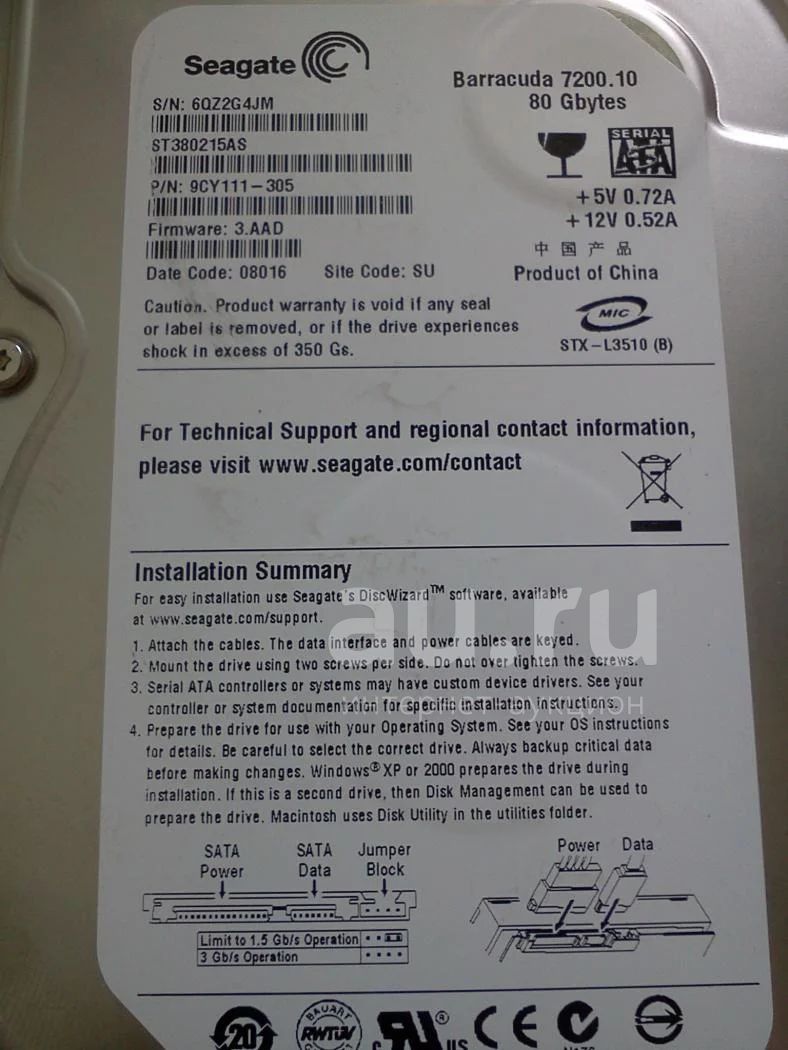 Seagate
Barracuda 7200.10
80 Gbytes
S/N: 6QZ2G4JM
ST380215AS
P/N: 9CY111-305
Firmware: 3.AAD
Date Code: 08016 Site Code: SU
SERIAL
ATA
+5V 0.72A
+12V 0.52A
中国产品
Product of China
MIC
STX-L3510 (B)
Caution. Product warranty is void if any seal
or label is removed, or if the drive experiences
shock in excess of 350 Gs.
For Technical Support and regional contact information,
please visit www.seagate.com/contact
Installation Summary
For easy installation use Seagate's DiscWizard™ software, available
at www.seagate.com/support.
1. Attach the cables. The data interface and power cables are keyed.
2. Mount the drive using two screws per side. Do not over tighten the screws.
3. Serial ATA controllers or systems may have custom device drivers. See your
controller or system documentation for specific installation instructions.
4. Prepare the drive for use with your Operating System. See your OS instructions
for details. Be careful to select the correct drive. Always backup critical data
before making changes. Windows® XP or 2000 prepares the drive during
installation. If this is a second drive, then Disk Management can be used to
prepare the drive. Macintosh uses Disk Utility in the utilities folder.
au.ru
интернет-аукцион
SATA
Power
SATA
Data
Jumper
Block
Power Data
Limit to 1.5 Gb/s Operation
3 Gb/s Operation
20
BAUART
RWTÜV
c RU ® US
CE